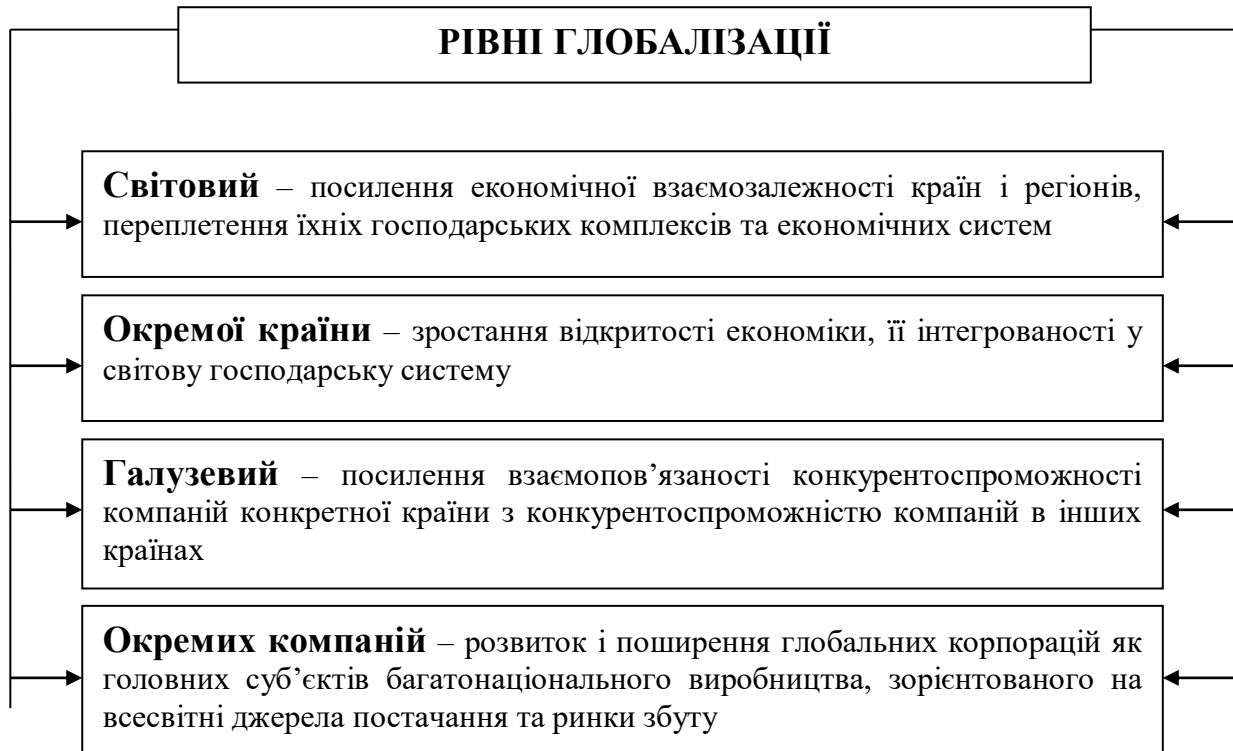 РІВНІ ГЛОБАЛІЗАЦІЇ
Світовий – посилення економічної взаємозалежності країн і регіонів,
переплетення їхніх господарських комплексів та економічних систем
Окремої країни – зростання відкритості економіки, її інтегрованості у
світову господарську систему
Галузевий – посилення взаємопов’язаності конкурентоспроможності
компаній конкретної країни з конкурентоспроможністю компаній в інших
країнах
Окремих компаній – розвиток і поширення глобальних корпорацій як
головних суб’єктів багатонаціонального виробництва, зорієнтованого на
всесвітні джерела постачання та ринки збуту